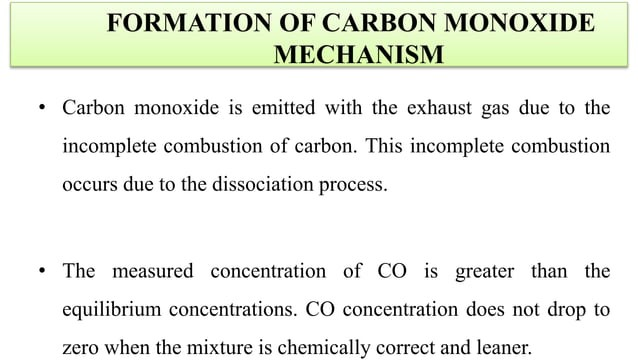 FORMATION OF CARBON MONOXIDE
MECHANISM
• Carbon monoxide is emitted with the exhaust gas due to the
incomplete combustion of carbon. This incomplete combustion
occurs due to the dissociation process.
• The measured concentration of CO is greater than the
equilibrium concentrations. CO concentration does not drop to
zero when the mixture is chemically correct and leaner.